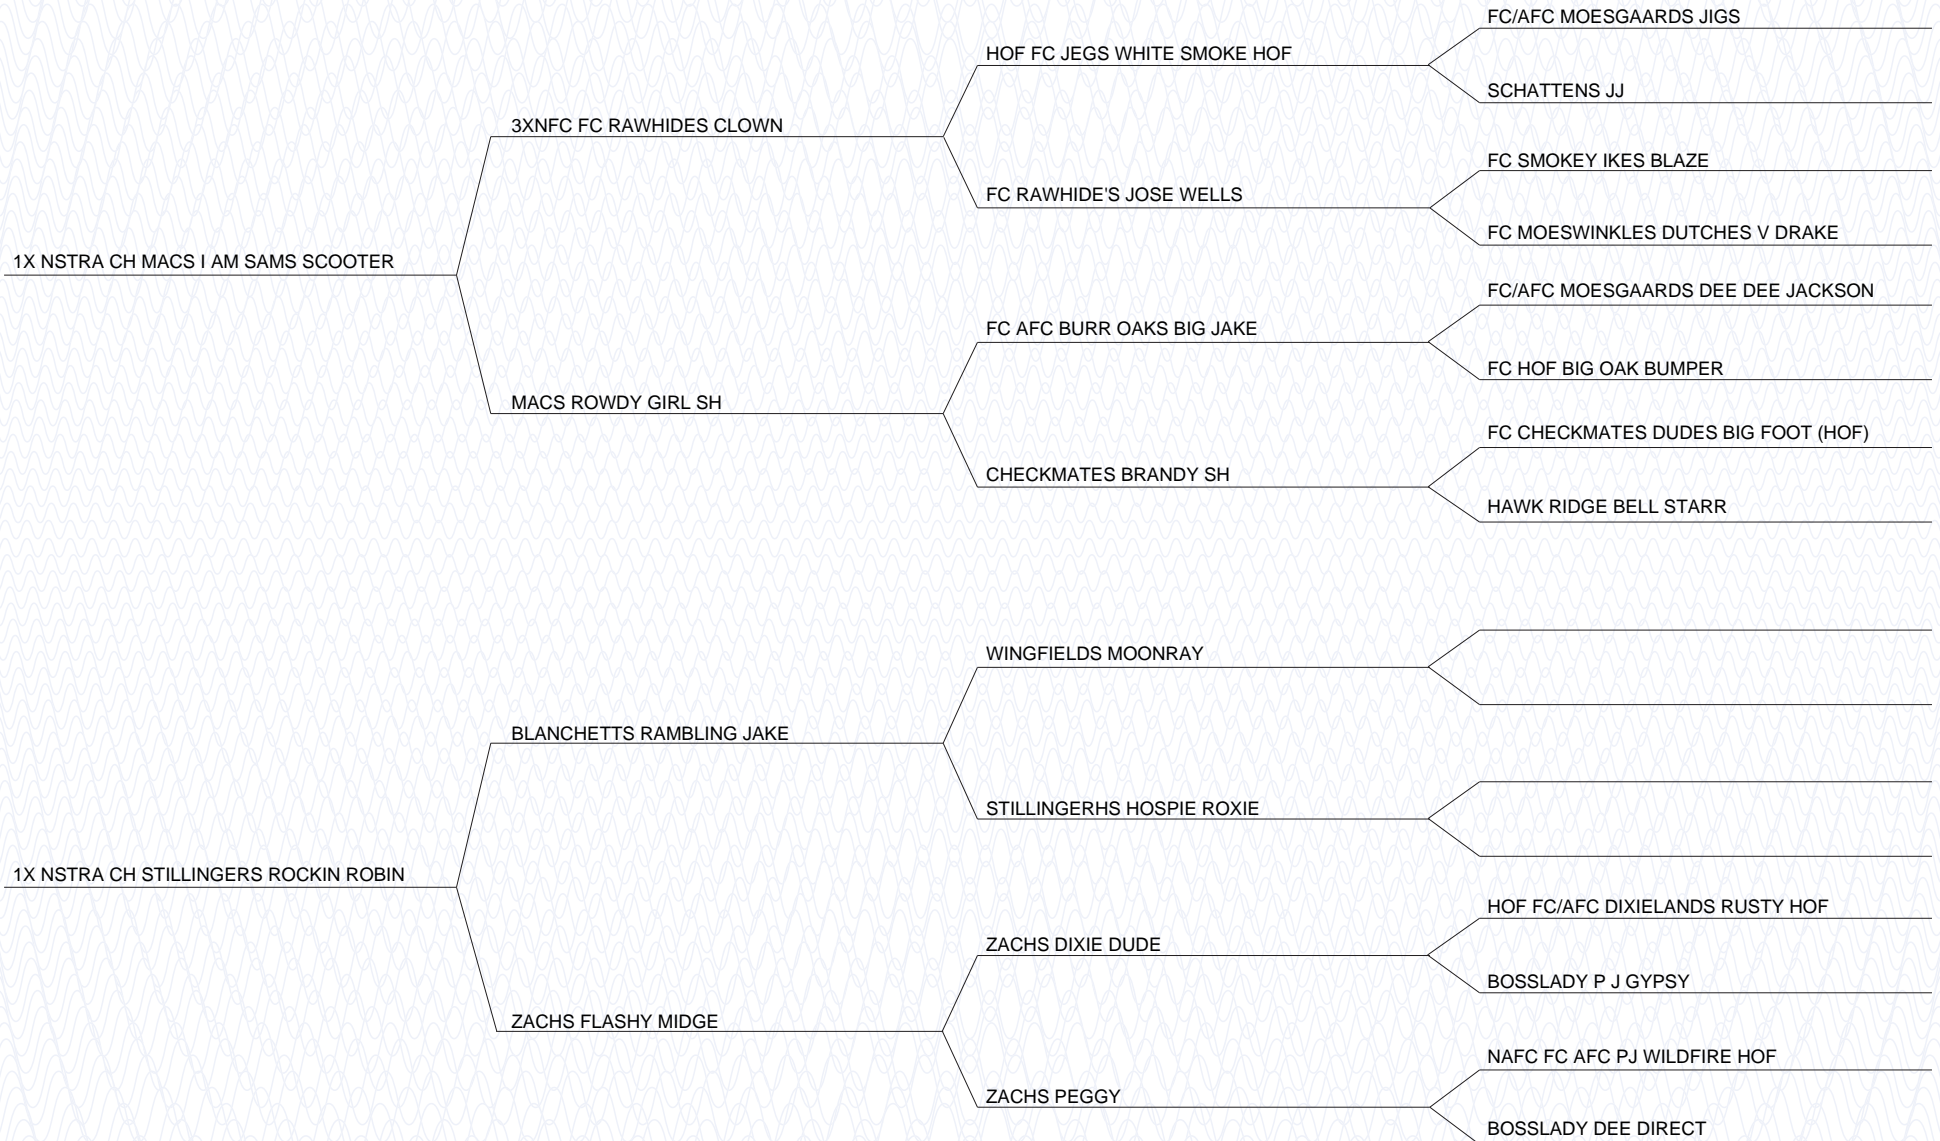 FC/AFC MOESGAARDS JIGS
HOF FC JEGS WHITE SMOKE HOF
SCHATTENS JJ
3XNFC FC RAWHIDES CLOWN
FC SMOKEY IKES BLAZE
FC RAWHIDE'S JOSE WELLS
FC MOESWINKLES DUTCHES V DRAKE
1X NSTRA CH MACS I AM SAMS SCOOTER
FC/AFC MOESGAARDS DEE DEE JACKSON
FC AFC BURR OAKS BIG JAKE
FC HOF BIG OAK BUMPER
MACS ROWDY GIRL SH
FC CHECKMATES DUDES BIG FOOT (HOF)
CHECKMATES BRANDY SH
HAWK RIDGE BELL STARR
WINGFIELDS MOONRAY
BLANCHETTS RAMBLING JAKE
STILLINGERHS HOSPIE ROXIE
1X NSTRA CH STILLINGERS ROCKIN ROBIN
HOF FC/AFC DIXIELANDS RUSTY HOF
ZACHS DIXIE DUDE
BOSSLADY P J GYPSY
ZACHS FLASHY MIDGE
NAFC FC AFC PJ WILDFIRE HOF
ZACHS PEGGY
BOSSLADY DEE DIRECT